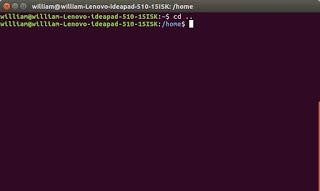 william@william-Lenovo-ideapad-510-15ISK: /home
william@william-Lenovo-ideapad-510-15ISK:~$ cd ..
william@william-Lenovo-ideapad-510-15ISK:/home$